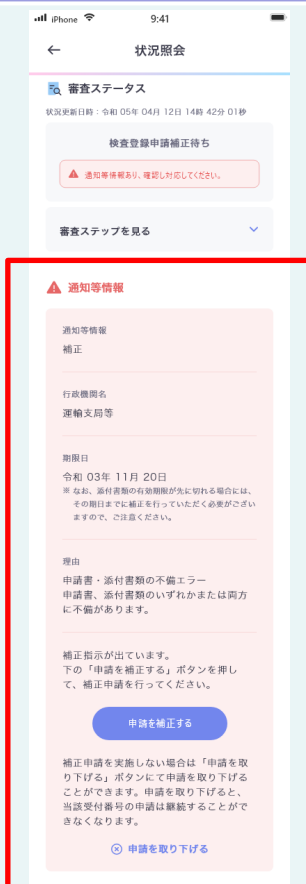 iPhone
9:41
状況照会
審査ステータス
状況更新日時：令和 05年 04月 12日 14時 42分 01秒
検査登録申請補正待ち
通知等情報あり、確認し対応してください。
審査ステップを見る
通知等情報
通知等情報
補正
行政機関名
運輸支局等
期限日
令和 03年 11月 20日
※ なお、添付書類の有効期限が先に切れる場合には、
その期日までに補正を行っていただく必要がござい
ますので、ご注意ください。
理由
申請書・添付書類の不備エラー
申請書、添付書類のいずれかまたは両方
に不備があります。
補正指示が出ています。
下の「申請を補正する」ボタンを押し
て、補正申請を行ってください。
申請を補正する
補正申請を実施しない場合は「申請を取
り下げる」ボタンにて申請を取り下げる
ことができます。申請を取り下げると、
当該受付番号の申請は継続することがで
きなくなります。
申請を取り下げる